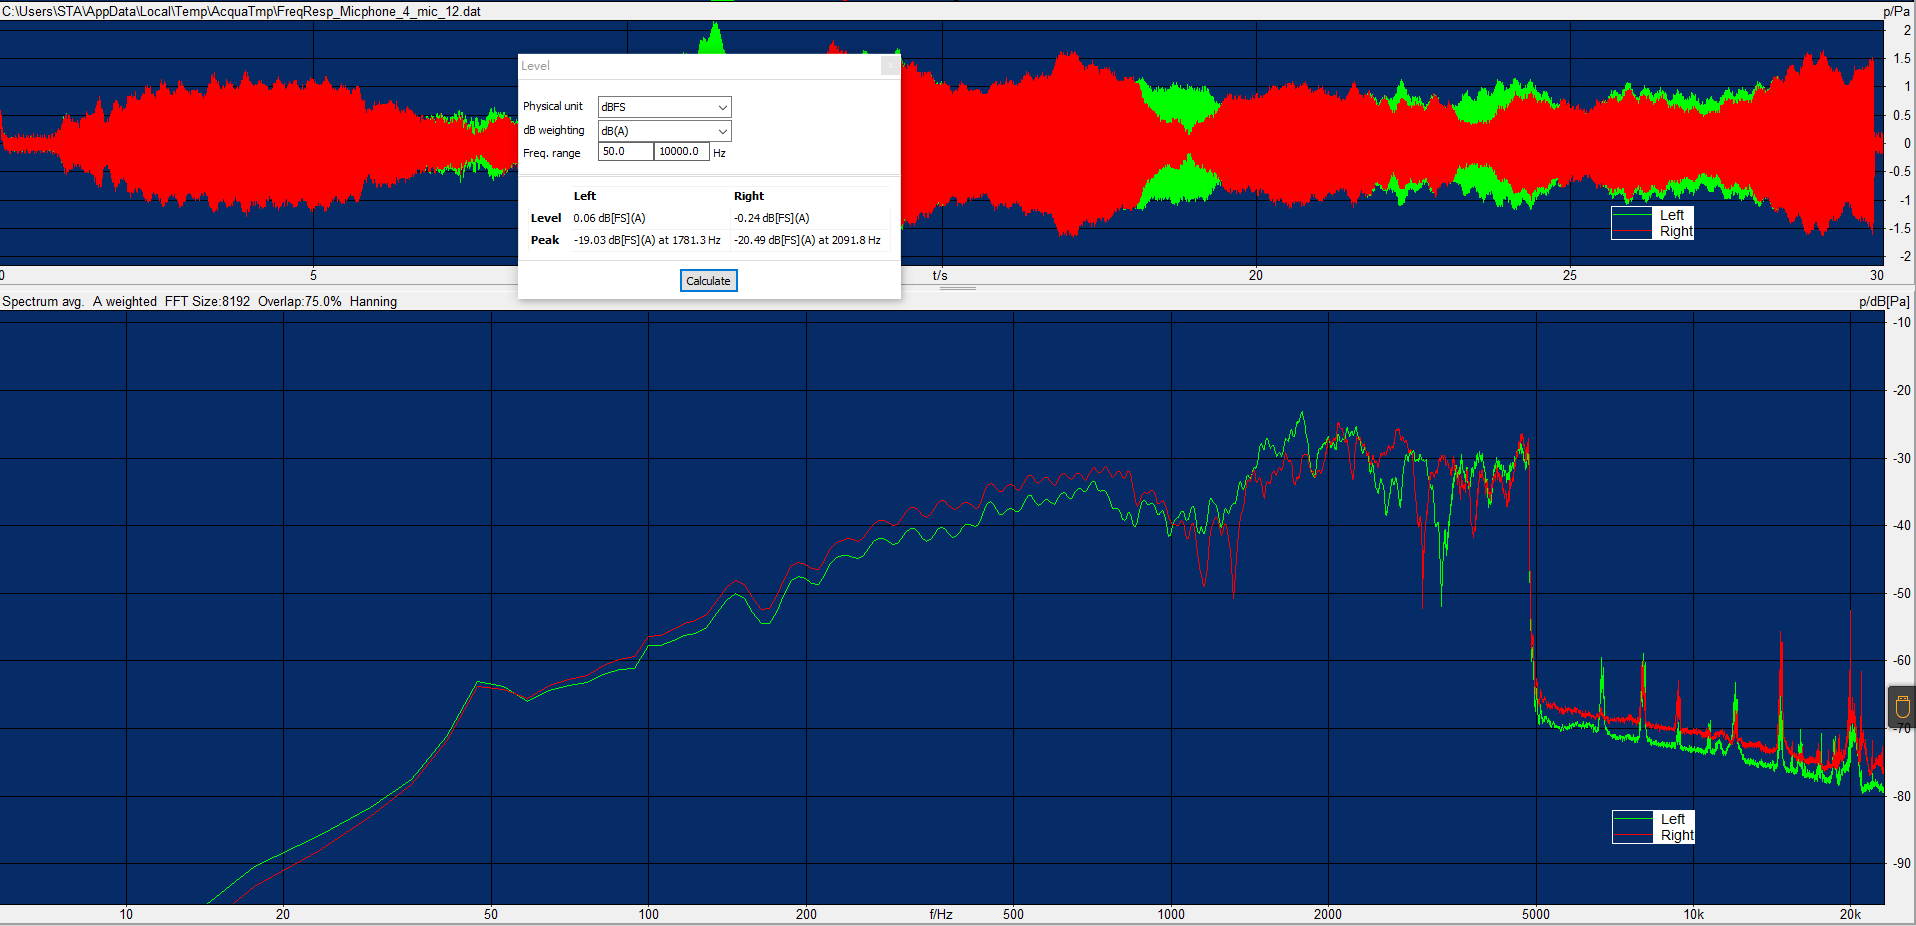 C:\Users\STA\AppData\Local\Temp\AcquaTmp\FreqResp_Micphone_4_mic_12.dat
p/Pa
2
1.5
1
0.5
0
-0.5
-1
-1.5
-2
Level
Physical unit dBFS
dB weighting dB(A)
Freq. range 50.0 10000.0 Hz
Left Right
Level 0.06 dB[FS](A) -0.24 dB[FS](A)
Peak -19.03 dB[FS](A) at 1781.3 Hz -20.49 dB[FS](A) at 2091.8 Hz
Calculate
Left
Right
0 5 t/s 20 25 30
Spectrum avg. A weighted FFT Size:8192 Overlap:75.0% Hanning
p/dB[Pa]
-10
-20
-30
-40
-50
-60
-70
-80
-90
Left
Right
10 20 50 100 200 f/Hz 500 1000 2000 5000 10k 20k